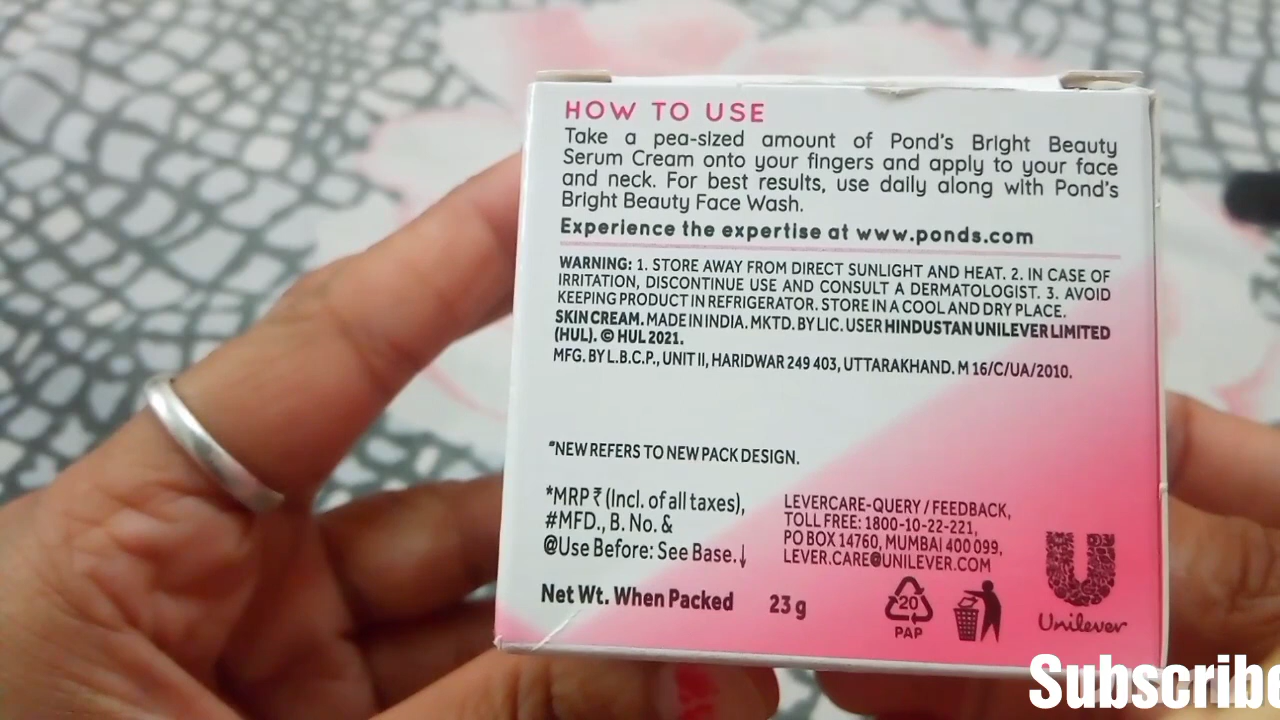 HOW TO USE
Take a pea-sized amount of Pond's Bright Beauty
Serum Cream onto your fingers and apply to your face
and neck. For best results, use daily along with Pond's
Bright Beauty Face Wash.
Experience the expertise at www.ponds.com
WARNING: 1. STORE AWAY FROM DIRECT SUNLIGHT AND HEAT. 2. IN CASE OF
IRRITATION, DISCONTINUE USE AND CONSULT A DERMATOLOGIST. 3. AVOID
KEEPING PRODUCT IN REFRIGERATOR. STORE IN A COOL AND DRY PLACE.
SKIN CREAM. MADE IN INDIA. MKTD. BY LIC. USER HINDUSTAN UNILEVER LIMITED
(HUL). © HUL 2021.
MFG. BY L.B.C.P., UNIT II, HARIDWAR 249 403, UTTARAKHAND. M 16/C/UA/2010.
"NEW REFERS TO NEW PACK DESIGN.
*MRP ₹ (Incl. of all taxes),
#MFD., B. No. &
@Use Before: See Base.↓
Net Wt. When Packed 23 g
LEVERCARE-QUERY / FEEDBACK,
TOLL FREE: 1800-10-22-221,
PO BOX 14760, MUMBAI 400 099,
LEVER.CARE@UNILEVER.COM
20
PAP
Unilever
Subscribe